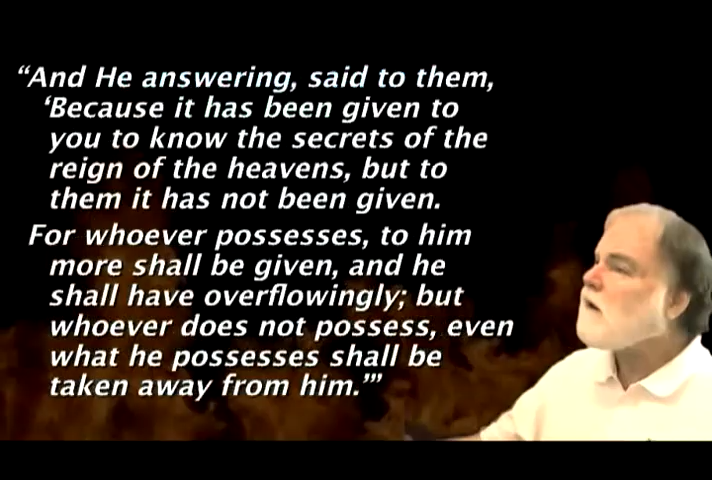 “And He answering, said to them,
‘Because it has been given to
you to know the secrets of the
reign of the heavens, but to
them it has not been given.
For whoever possesses, to him
more shall be given, and he
shall have overflowingly; but
whoever does not possess, even
what he possesses shall be
taken away from him.’”